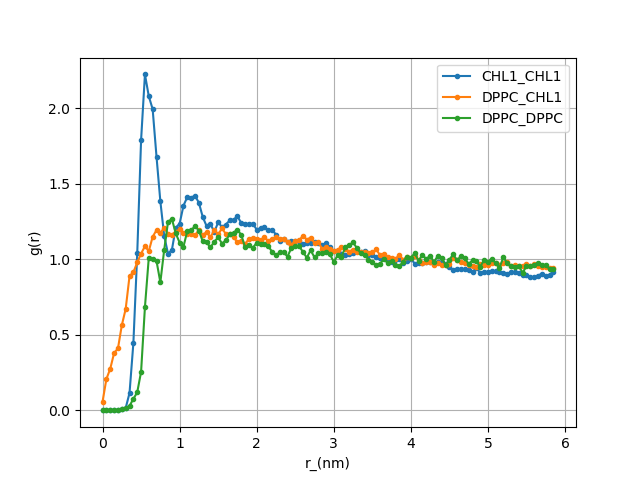 CHL1_CHL1
DPPC_CHL1
DPPC_DPPC
2.0
1.5
1.0
0.5
0.0
g(r)
0 1 2 3 4 5 6
r_(nm)